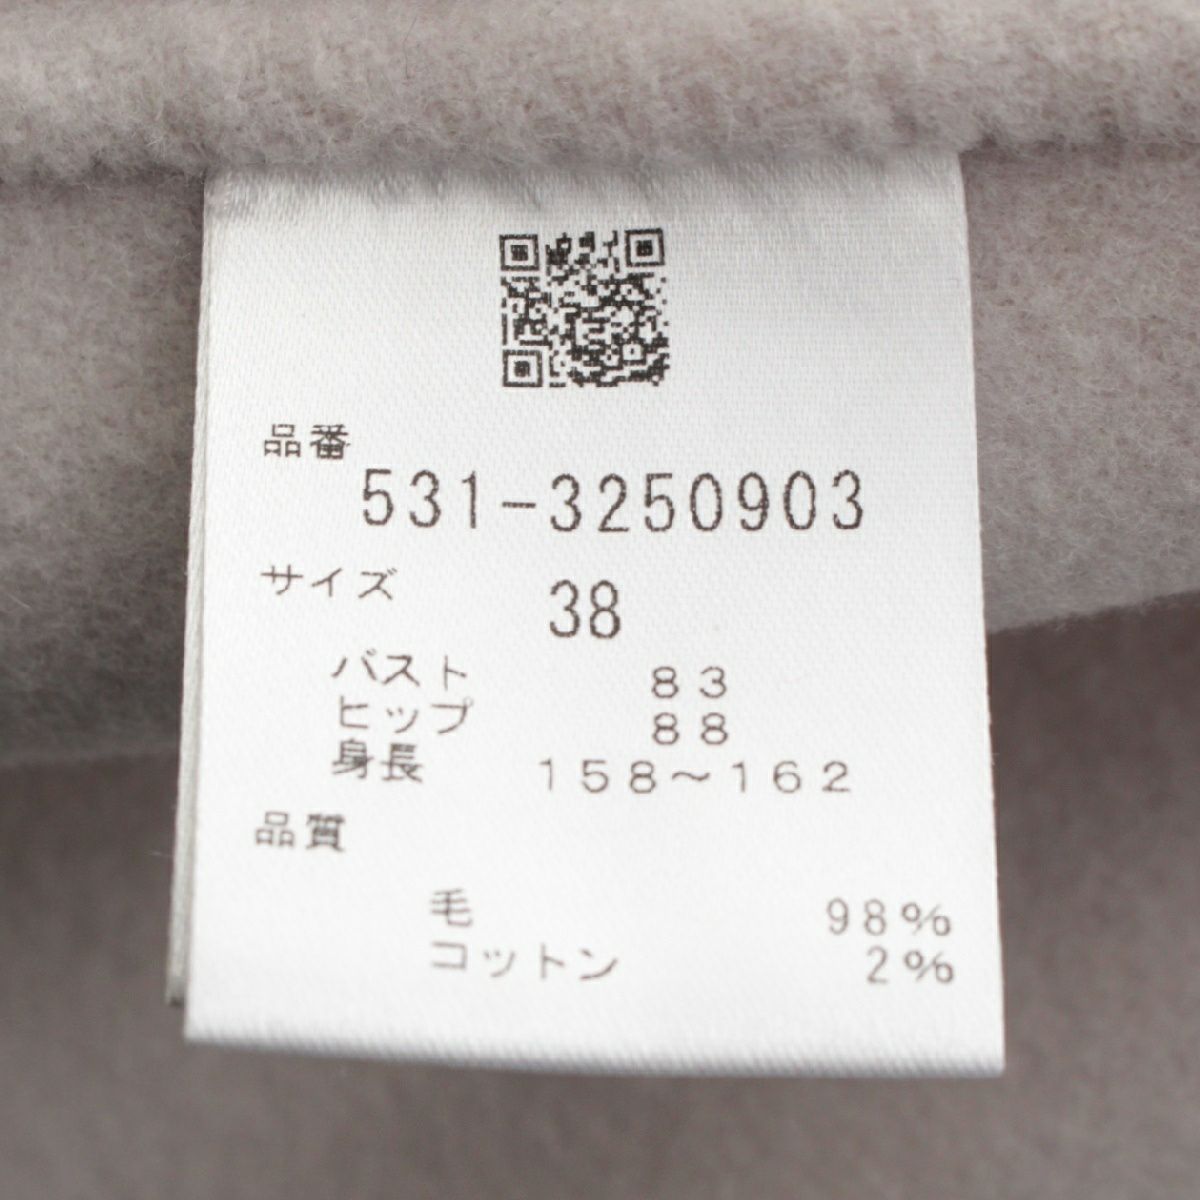 品番
531-3250903
サイズ 38
バスト 83
ヒップ 88
身長 158～162
品質
毛 98%
コットン 2%